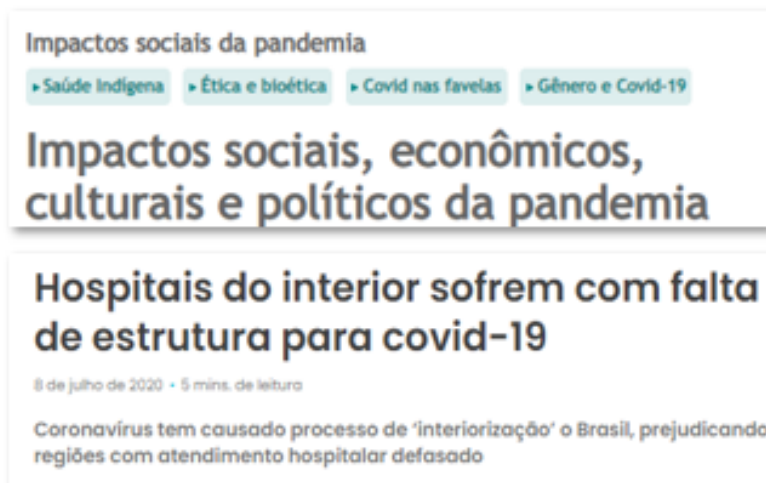 Impactos sociais da pandemia
▸ Saúde Indígena ▸ Ética e bioética ▸ Covid nas favelas ▸ Gênero e Covid-19
Impactos sociais, econômicos,
culturais e políticos da pandemia
Hospitais do interior sofrem com falta
de estrutura para covid-19
8 de julho de 2020 • 5 mins. de leitura
Coronavírus tem causado processo de ‘interiorização’ o Brasil, prejudicando
regiões com atendimento hospitalar defasado